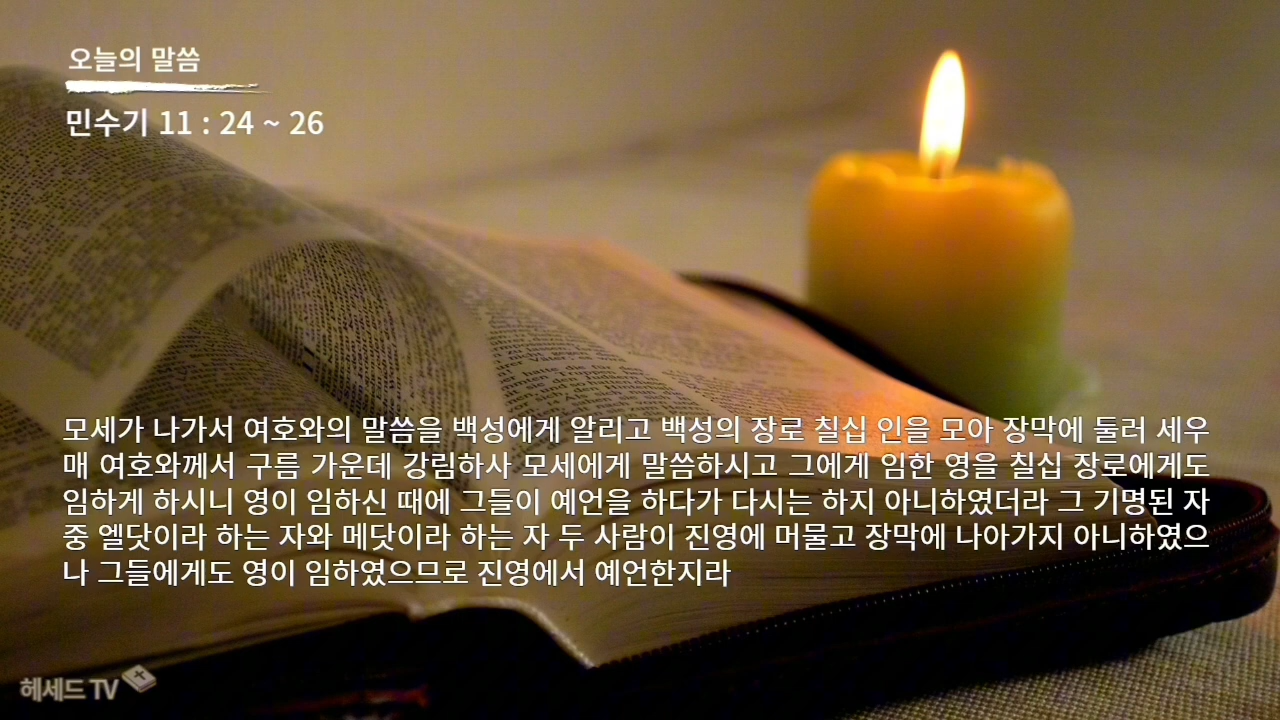 오늘의 말씀
민수기 11 : 24 ~ 26
모세가 나가서 여호와의 말씀을 백성에게 알리고 백성의 장로 칠십 인을 모아 장막에 둘러 세우
매 여호와께서 구름 가운데 강림하사 모세에게 말씀하시고 그에게 임한 영을 칠십 장로에게도
임하게 하시니 영이 임하신 때에 그들이 예언을 하다가 다시는 하지 아니하였더라 그 기명된 자
중 엘닷이라 하는 자와 메닷이라 하는 자 두 사람이 진영에 머물고 장막에 나아가지 아니하였으
나 그들에게도 영이 임하였으므로 진영에서 예언한지라
헤세드 TV